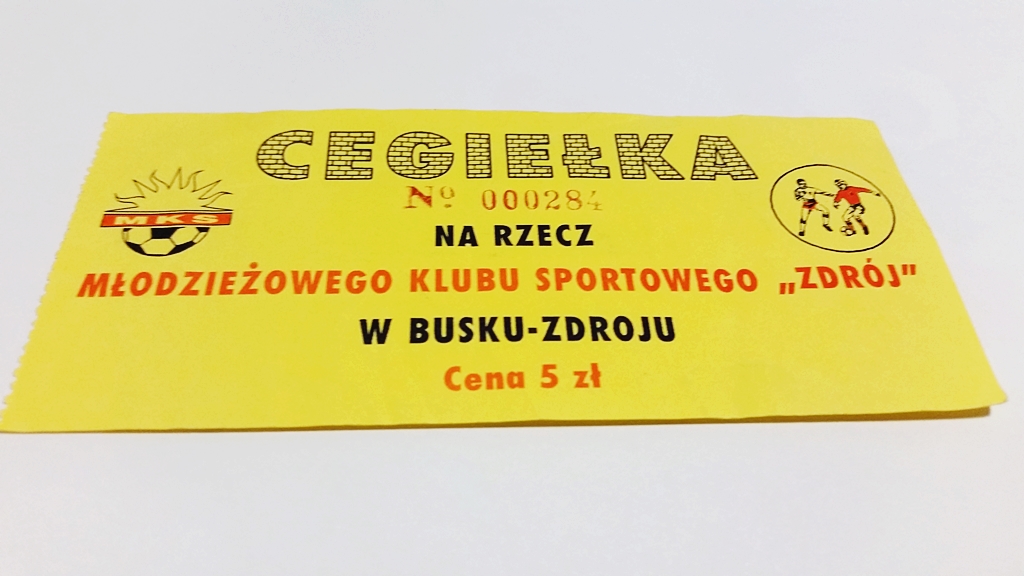 CEGIEŁKA
Nº 000284
MKS
NA RZECZ
MŁODZIEŻOWEGO KLUBU SPORTOWEGO „ZDRÓJ"
W BUSKU-ZDROJU
Cena 5 zł